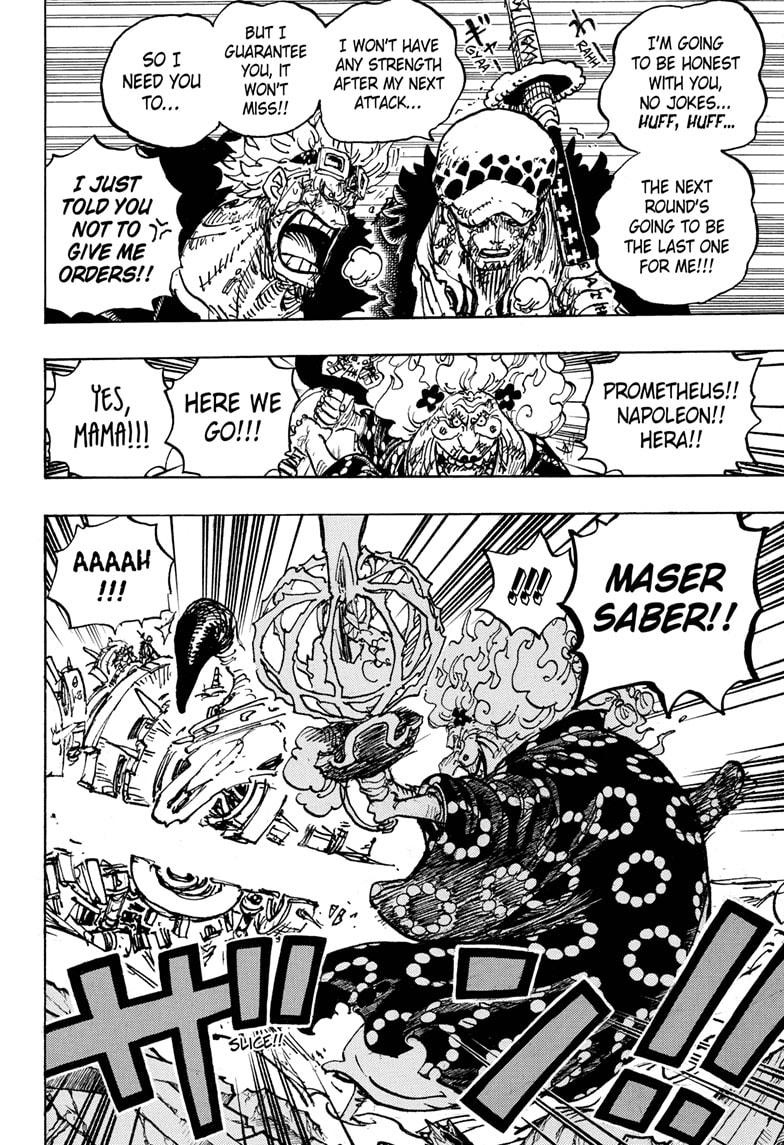 I'M GOING
TO BE HONEST
WITH YOU,
NO JOKES...
HUFF, HUFF...
THE NEXT
ROUND'S
GOING TO BE
THE LAST ONE
FOR ME!!!
わぁ
RAHH
ギャー
GYAA
I WON'T HAVE
ANY STRENGTH
AFTER MY NEXT
ATTACK...
BUT I
GUARANTEE
YOU, IT
WON'T
MISS!!
SO I
NEED YOU
TO...
I JUST
TOLD YOU
NOT TO
GIVE ME
ORDERS!!
PROMETHEUS!!
NAPOLEON!!
HERA!!
HERE WE
GO!!!
YES,
MAMA!!!
MASER
SABER!!
!!!
AAAAH
!!!
ザン!!
SLICE!!